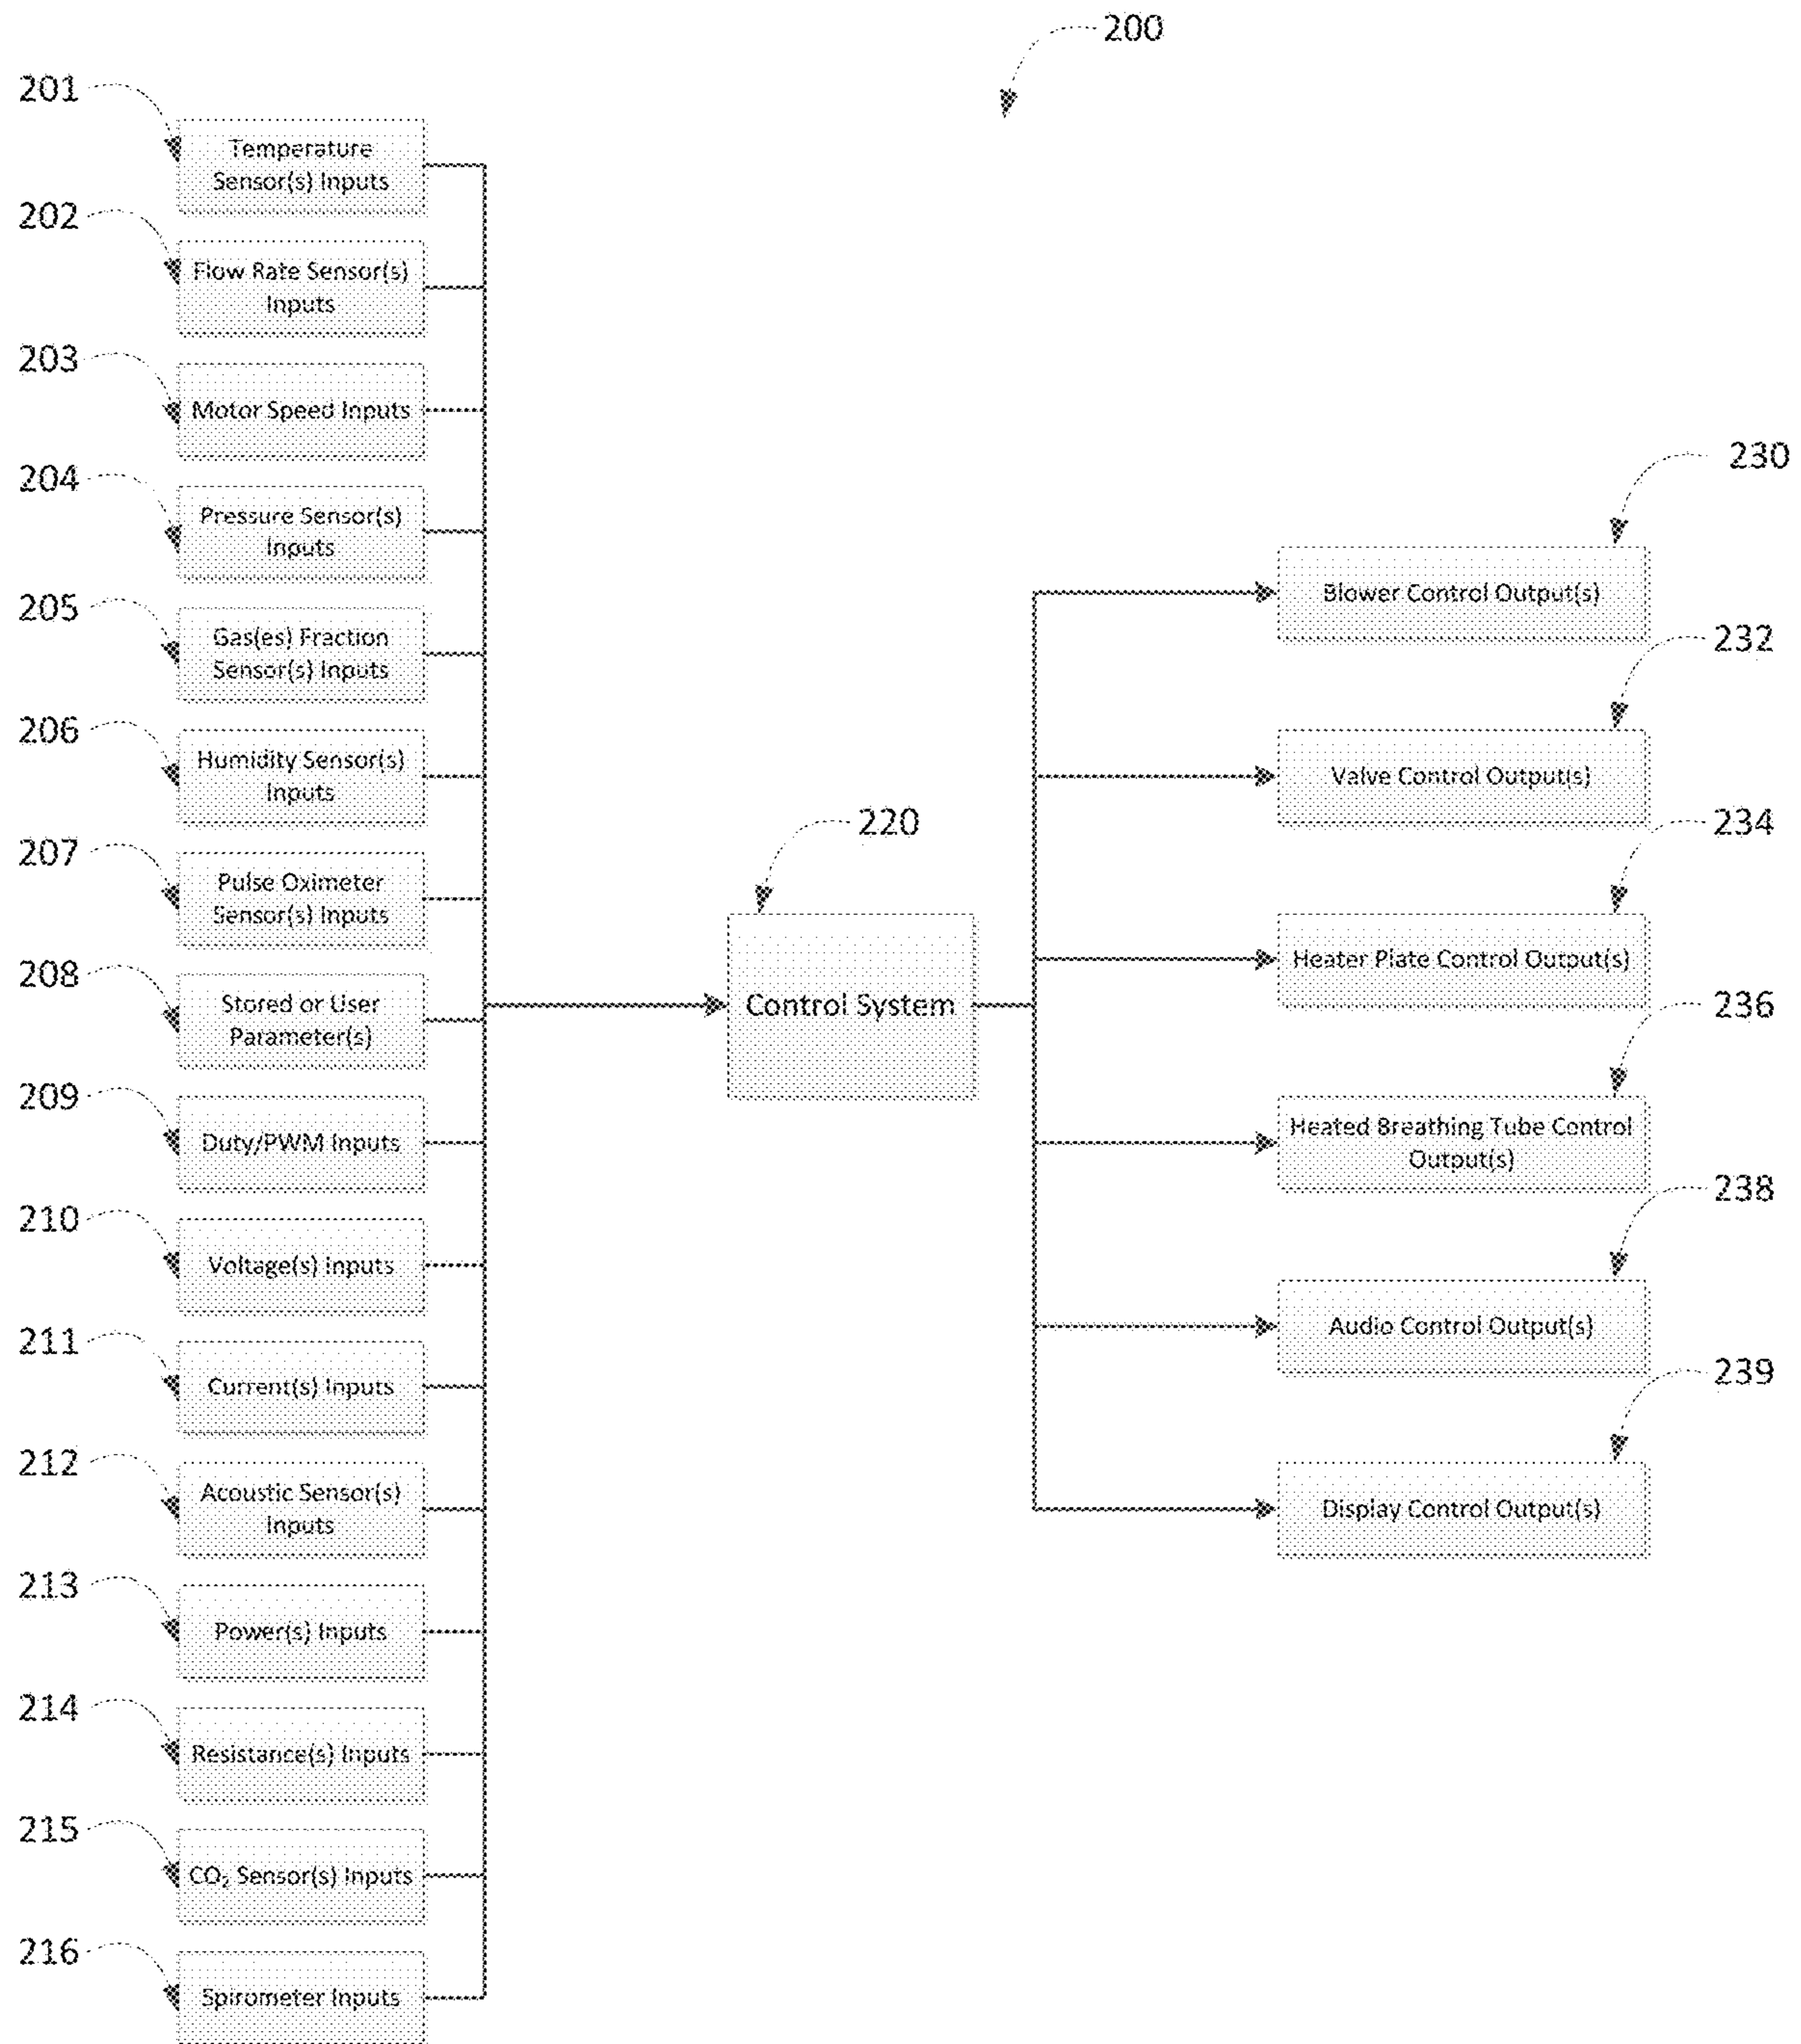 200
201
Temperature
Sensor(s) Inputs
202
Flow Rate Sensor(s)
Inputs
203
Motor Speed Inputs
204
Pressure Sensor(s)
Inputs
205
Gas(es) Fraction
Sensor(s) Inputs
206
Humidity Sensor(s)
Inputs
207
Pulse Oximeter
Sensor(s) Inputs
208
Stored or User
Parameter(s)
209
Duty/PWM Inputs
210
Voltage(s) Inputs
211
Current(s) Inputs
212
Acoustic Sensor(s)
Inputs
213
Power(s) Inputs
214
Resistance(s) Inputs
215
CO₂ Sensor(s) Inputs
216
Spirometer Inputs
220
Control System
230
Blower Control Output(s)
232
Valve Control Output(s)
234
Heater Plate Control Output(s)
236
Heated Breathing Tube Control
Output(s)
238
Audio Control Output(s)
239
Display Control Output(s)